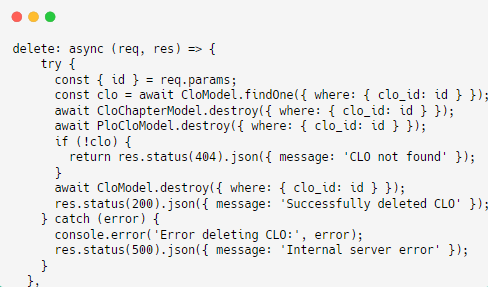 delete: async (req, res) => {
    try {
      const { id } = req.params;
      const clo = await CloModel.findOne({ where: { clo_id: id } });
      await CloChapterModel.destroy({ where: { clo_id: id } });
      await PloCloModel.destroy({ where: { clo_id: id } });
      if (!clo) {
        return res.status(404).json({ message: 'CLO not found' });
      }
      await CloModel.destroy({ where: { clo_id: id } });
      res.status(200).json({ message: 'Successfully deleted CLO' });
    } catch (error) {
      console.error('Error deleting CLO:', error);
      res.status(500).json({ message: 'Internal server error' });
    }
  },